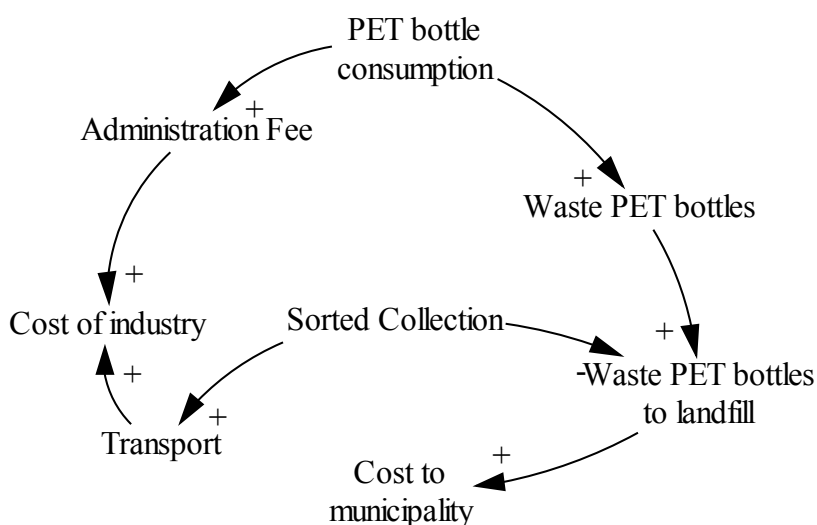 PET bottle
consumption
+
Administration Fee
+
Waste PET bottles
+
Cost of industry
Sorted Collection
+
+
-Waste PET bottles
to landfill
+
Transport
+
Cost to
municipality